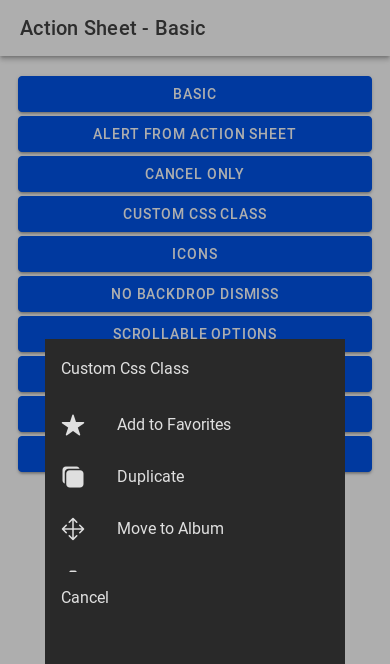 Action Sheet - Basic
BASIC
ALERT FROM ACTION SHEET
CANCEL ONLY
CUSTOM CSS CLASS
ICONS
NO BACKDROP DISMISS
SCROLLABLE OPTIONS
Custom Css Class
Add to Favorites
Duplicate
Move to Album
Cancel